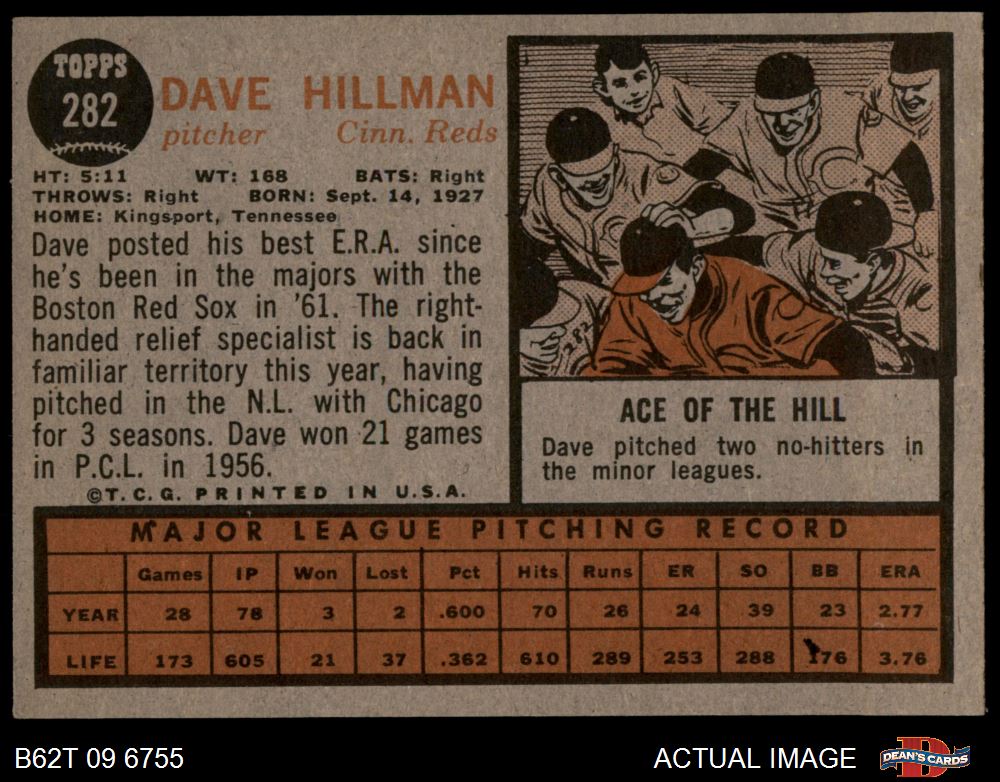 TOPPS
282
DAVE HILLMAN
pitcher Cinn. Reds
HT: 5:11 WT: 168 BATS: Right
THROWS: Right BORN: Sept. 14, 1927
HOME: Kingsport, Tennessee
Dave posted his best E.R.A. since
he's been in the majors with the
Boston Red Sox in '61. The right-
handed relief specialist is back in
familiar territory this year, having
pitched in the N.L. with Chicago
for 3 seasons. Dave won 21 games
in P.C.L. in 1956.
©T.C.G. PRINTED IN U.S.A.
282
ACE OF THE HILL
Dave pitched two no-hitters in
the minor leagues.
MAJOR LEAGUE PITCHING RECORD
Games IP Won Lost Pct Hits Runs ER SO BB ERA
YEAR 28 78 3 2 .600 70 26 24 39 23 2.77
LIFE 173 605 21 37 .362 610 289 253 288 176 3.76
B62T 09 6755
ACTUAL IMAGE
DEAN'S CARDS